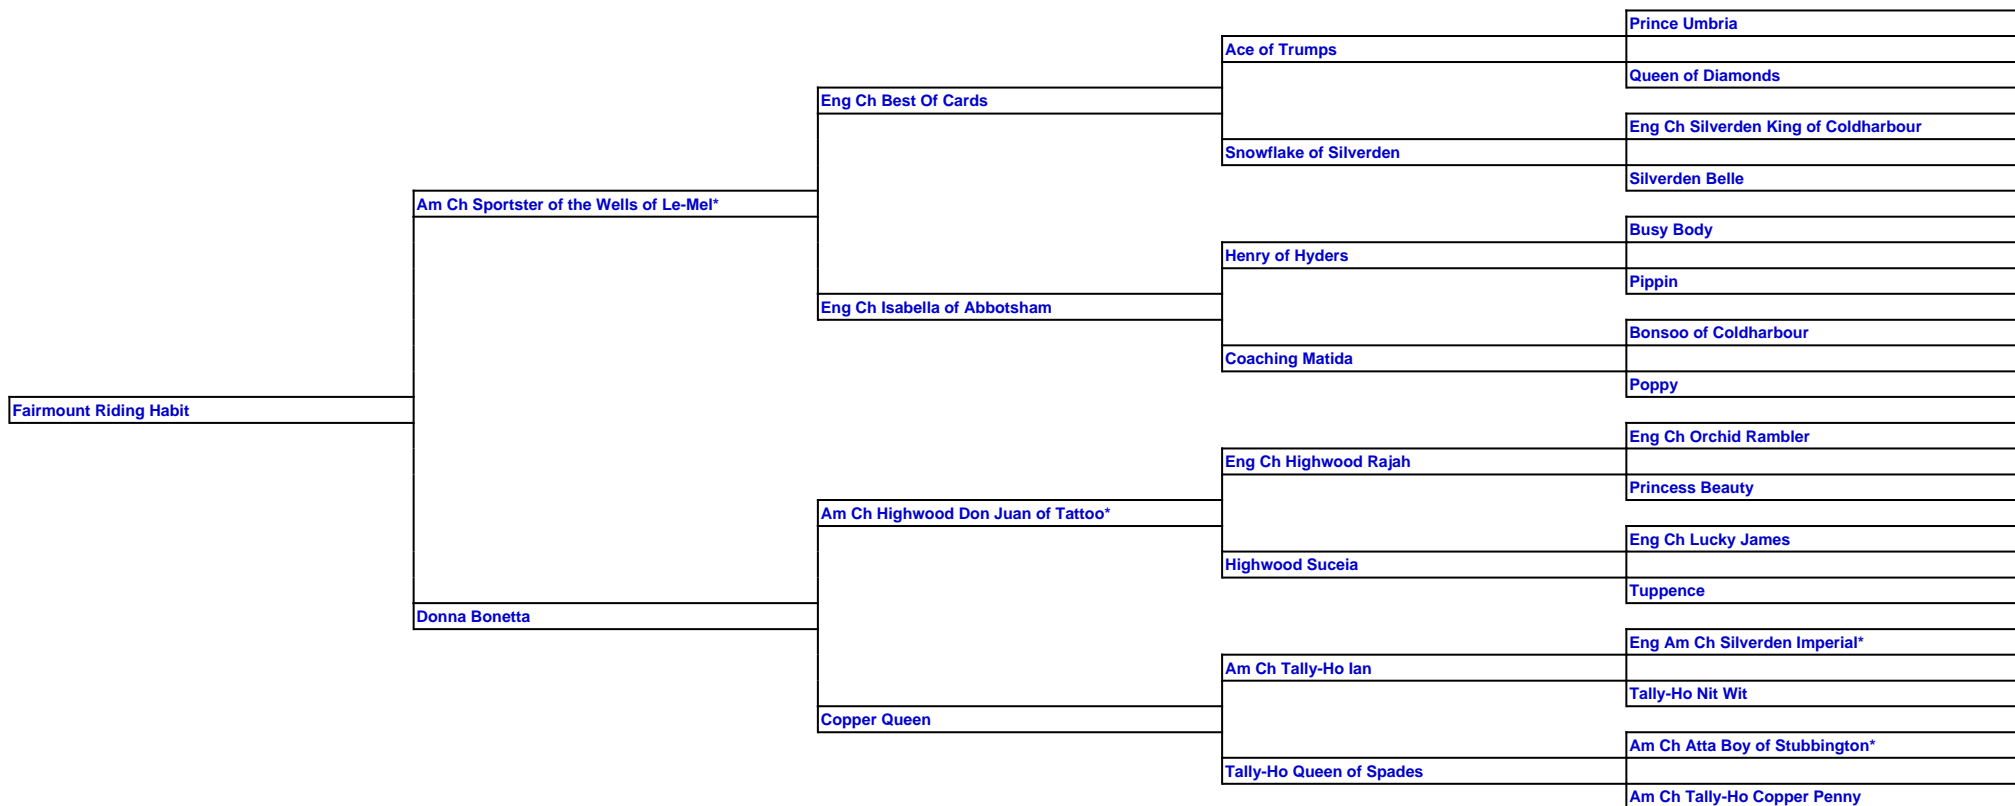 Prince Umbria
Ace of Trumps
Queen of Diamonds
Eng Ch Best Of Cards
Eng Ch Silverden King of Coldharbour
Snowflake of Silverden
Silverden Belle
Am Ch Sportster of the Wells of Le-Mel*
Busy Body
Henry of Hyders
Pippin
Eng Ch Isabella of Abbotsham
Bonsoo of Coldharbour
Coaching Matida
Poppy
Fairmount Riding Habit
Eng Ch Orchid Rambler
Eng Ch Highwood Rajah
Princess Beauty
Am Ch Highwood Don Juan of Tattoo*
Eng Ch Lucky James
Highwood Suceia
Tuppence
Donna Bonetta
Eng Am Ch Silverden Imperial*
Am Ch Tally-Ho Ian
Tally-Ho Nit Wit
Copper Queen
Am Ch Atta Boy of Stubbington*
Tally-Ho Queen of Spades
Am Ch Tally-Ho Copper Penny